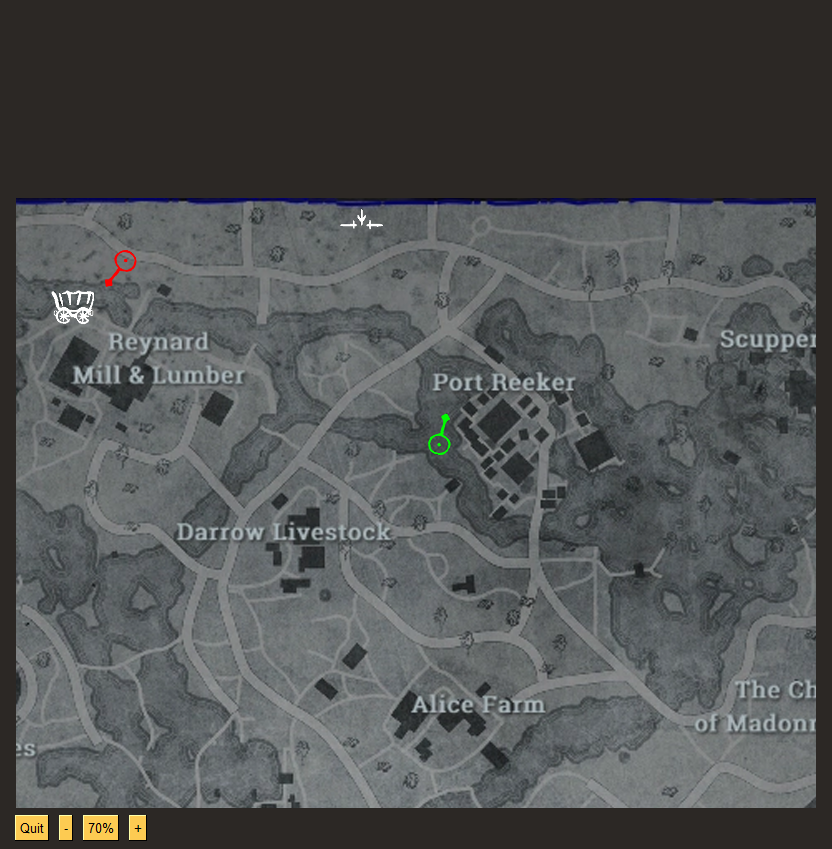 Reynard
Mill & Lumber
Scupper
Port Reeker
Darrow Livestock
The Ch
of Madonn
Alice Farm
es
Quit - 70% +